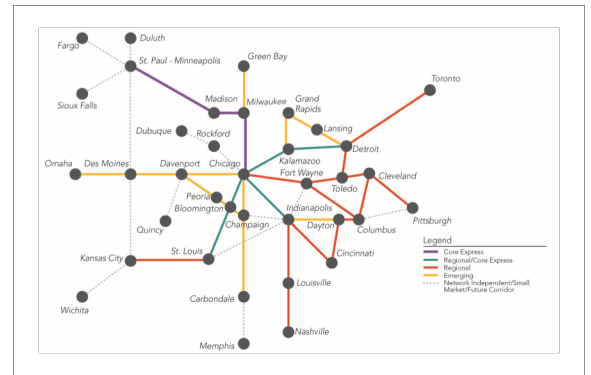 Duluth
Fargo
St. Paul - Minneapolis
Green Bay
Toronto
Sioux Falls
Madison
Milwaukee
Grand
Rapids
Lansing
Dubuque
Rockford
Detroit
Omaha
Des Moines
Davenport
Chicago
Kalamazoo
Fort Wayne
Toledo
Cleveland
Peoria
Bloomington
Indianapolis
Quincy
Champaign
Dayton
Columbus
Pittsburgh
Kansas City
St. Louis
Cincinnati
Legend
Core Express
Regional/Core Express
Regional
Emerging
Network Independent/Small
Market/Future Corridor
Wichita
Carbondale
Louisville
Memphis
Nashville